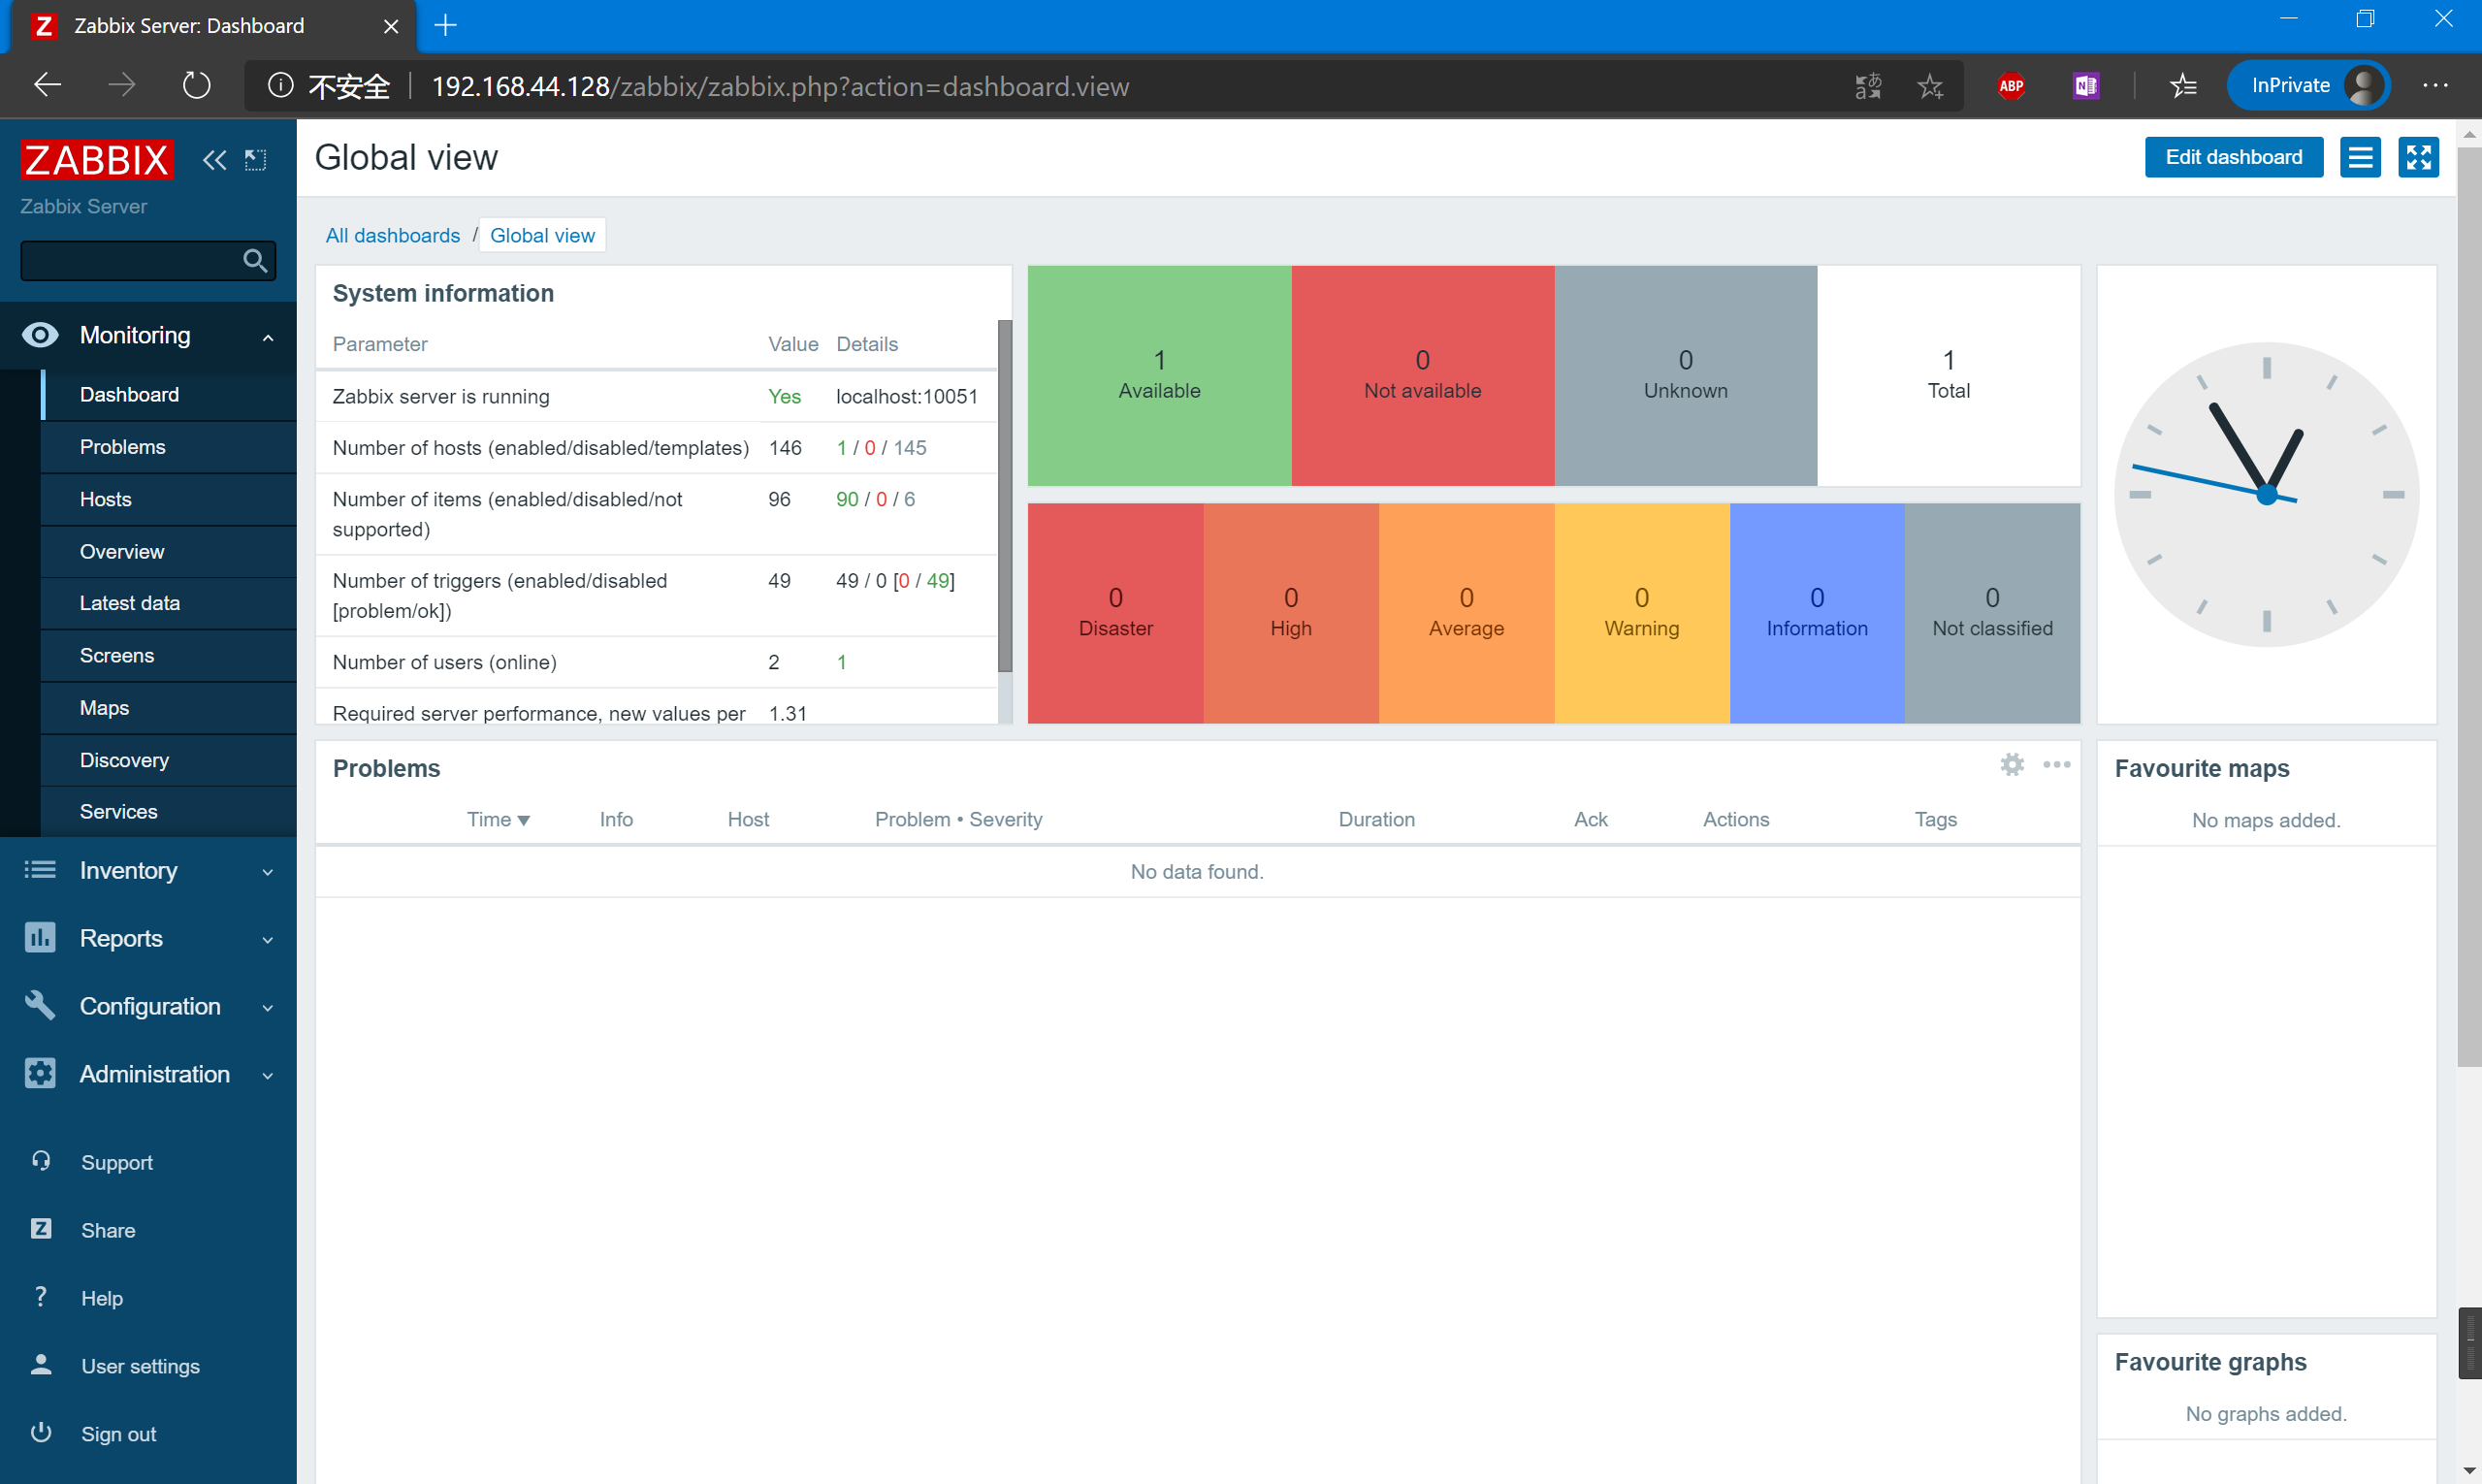 Z Zabbix Server: Dashboard
不安全 192.168.44.128/zabbix/zabbix.php?action=dashboard.view
ABP
N
InPrivate
ZABBIX
Zabbix Server
Monitoring
Dashboard
Problems
Hosts
Overview
Latest data
Screens
Maps
Discovery
Services
Inventory
Reports
Configuration
Administration
Support
Z Share
? Help
User settings
Sign out
Global view
Edit dashboard
All dashboards / Global view
System information
Parameter Value Details
Zabbix server is running Yes localhost:10051
Number of hosts (enabled/disabled/templates) 146 1 / 0 / 145
Number of items (enabled/disabled/not 96 90 / 0 / 6
supported)
Number of triggers (enabled/disabled 49 49 / 0 [0 / 49]
[problem/ok])
Number of users (online) 2 1
Required server performance, new values per 1.31
1 0 0 1
Available Not available Unknown Total
0 0 0 0 0 0
Disaster High Average Warning Information Not classified
Problems
Time ▼ Info Host Problem • Severity Duration Ack Actions Tags
No data found.
Favourite maps
No maps added.
Favourite graphs
No graphs added.